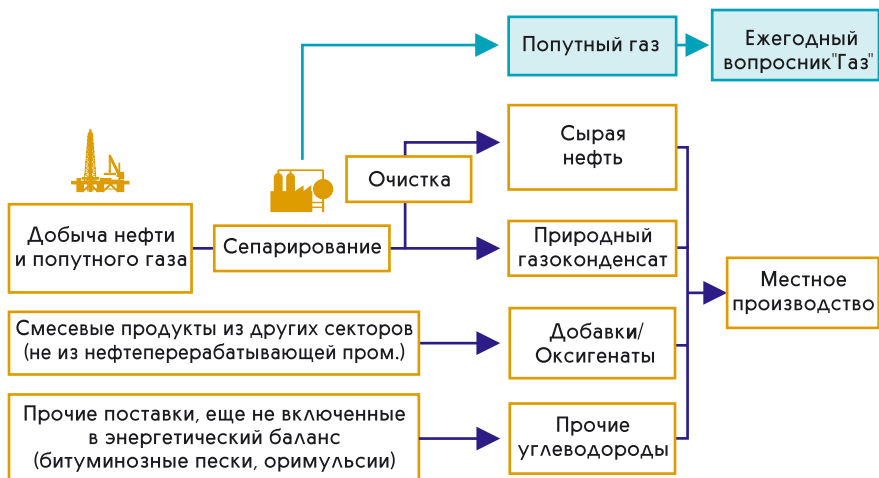 Попутный газ
Ежегодный
вопросник"Газ"
Сырая
нефть
Очистка
Добыча нефти
и попутного газа
Сепарирование
Природный
газоконденсат
Местное
производство
Смесевые продукты из других секторов
(не из нефтеперерабатывающей пром.)
Добавки/
Оксигенаты
Прочие поставки, еще не включенные
в энергетический баланс
(битуминозные пески, оримульсии)
Прочие
углеводороды